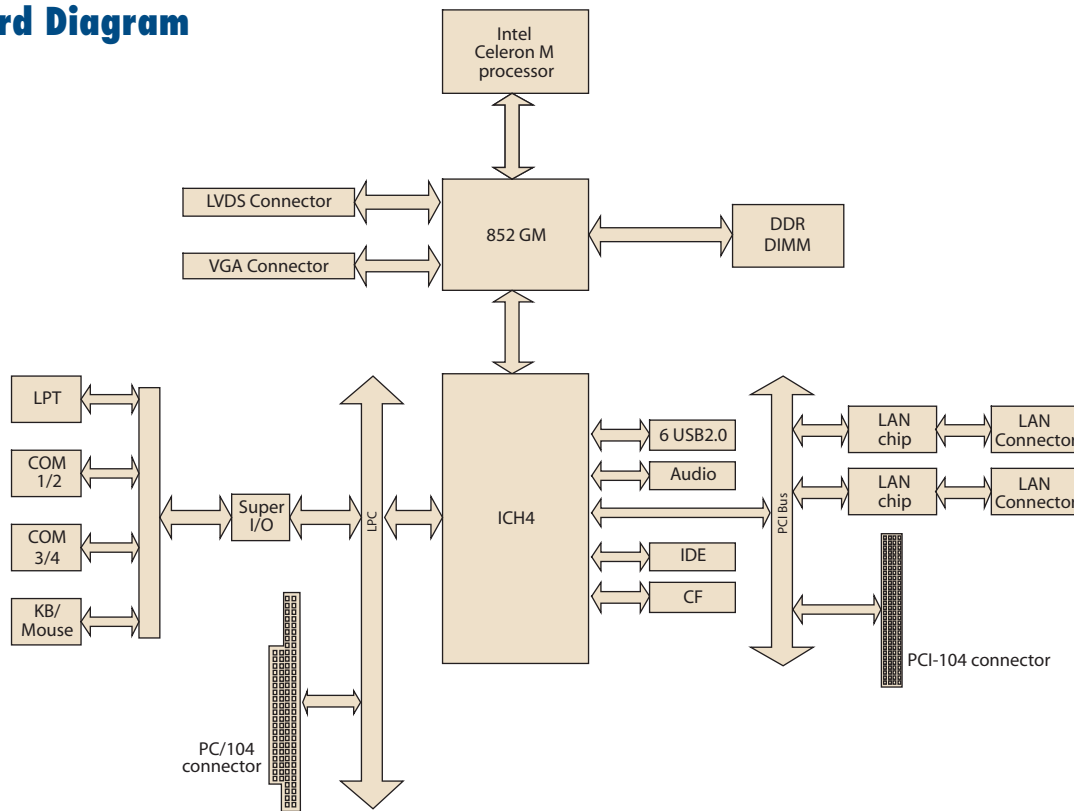 rd Diagram
Intel
Celeron M
processor
LVDS Connector
852 GM
DDR
DIMM
VGA Connector
LPT
COM
1/2
COM
3/4
KB/
Mouse
Super
I/O
LPC
ICH4
6 USB2.0
Audio
IDE
CF
PCI Bus
LAN
chip
LAN
Connector
LAN
chip
LAN
Connector
PCI-104 connector
PC/104
connector